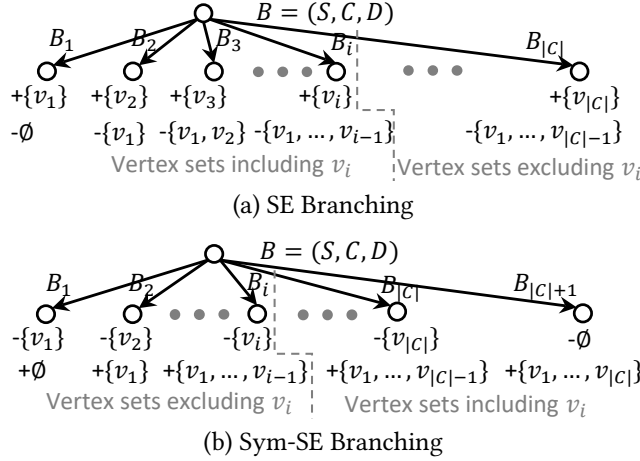 B = (S, C, D)
B₁ B₂ B₃ Bᵢ B|C|
+{v₁} +{v₂} +{v₃} +{vᵢ} +{v|C|}
-∅ -{v₁} -{v₁, v₂} -{v₁, …, vᵢ₋₁} -{v₁, …, v|C|₋₁}
Vertex sets including vᵢ Vertex sets excluding vᵢ
(a) SE Branching
B = (S, C, D)
B₁ B₂ Bᵢ B|C| B|C|₊₁
-{v₁} -{v₂} -{vᵢ} -{v|C|} -∅
+∅ +{v₁} +{v₁, …, vᵢ₋₁} +{v₁, …, v|C|₋₁} +{v₁, …, v|C|}
Vertex sets excluding vᵢ Vertex sets including vᵢ
(b) Sym-SE Branching